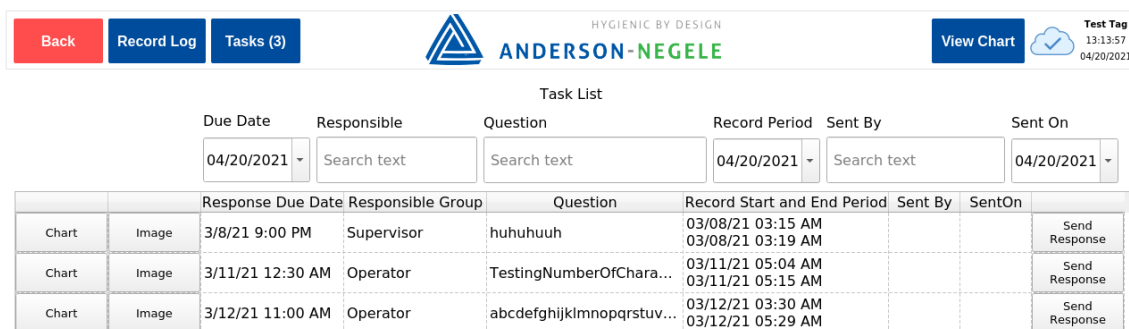 Back
Record Log
Tasks (3)
HYGIENIC BY DESIGN
ANDERSON-NEGELE
View Chart
Test Tag
13:13:57
04/20/2021
Task List
Due Date Responsible Question Record Period Sent By Sent On
04/20/2021 Search text Search text 04/20/2021 Search text 04/20/2021
Response Due Date Responsible Group Question Record Start and End Period Sent By SentOn
Chart Image 3/8/21 9:00 PM Supervisor huhuhuuh 03/08/21 03:15 AM Send
03/08/21 03:19 AM Response
Chart Image 3/11/21 12:30 AM Operator TestingNumberOfChara... 03/11/21 05:04 AM Send
03/11/21 05:15 AM Response
Chart Image 3/12/21 11:00 AM Operator abcdefghijklmnopqrstuv... 03/12/21 03:30 AM Send
03/12/21 05:29 AM Response